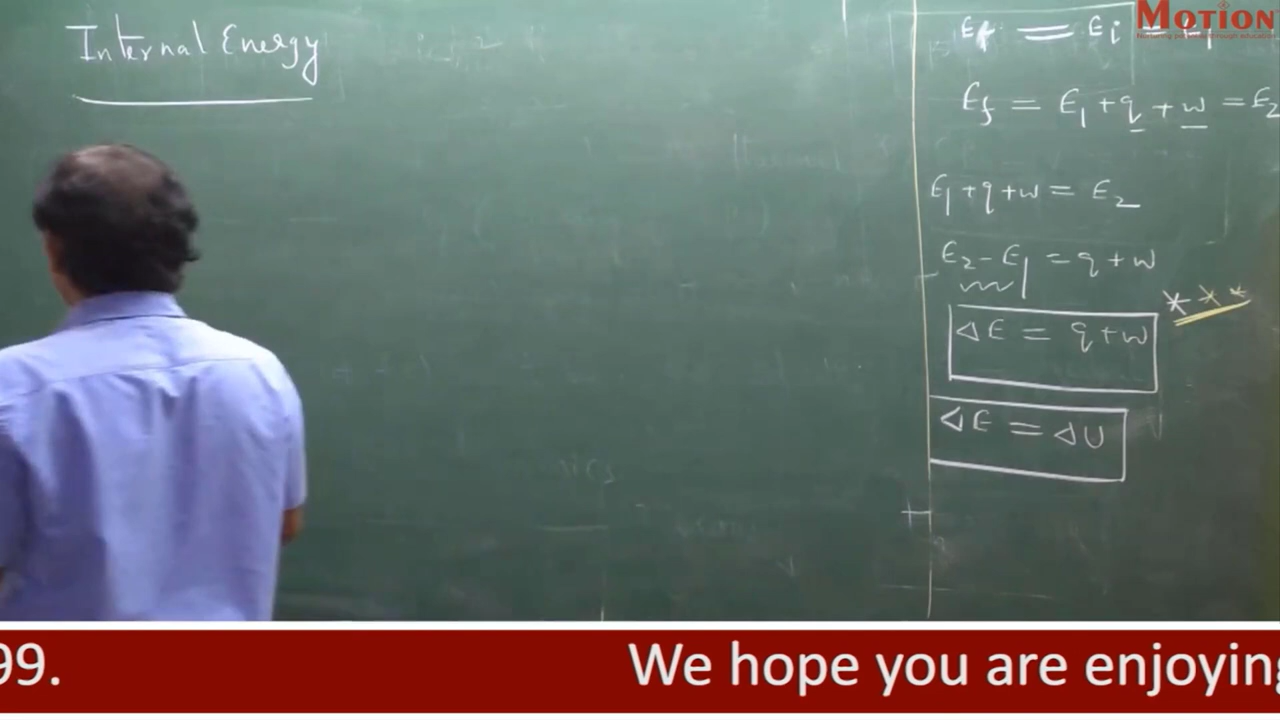 Internal Energy
MOTION
Ef = Ei = E1
Ef = E1 + q + w = E2
E1 + q + w = E2
E2 - E1 = q + w
ΔE = q + w
***
ΔE = ΔU
99.
We hope you are enjoying